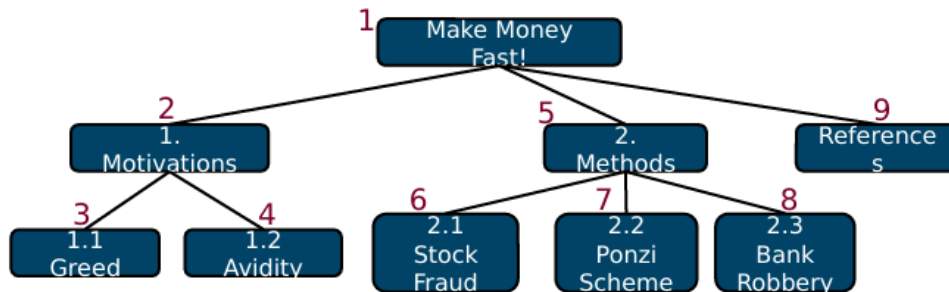 1
Make Money
Fast!
2
5
9
1.
Motivations
2.
Methods
Reference
s
3
4
6
7
8
1.1
Greed
1.2
Avidity
2.1
Stock
Fraud
2.2
Ponzi
Scheme
2.3
Bank
Robbery